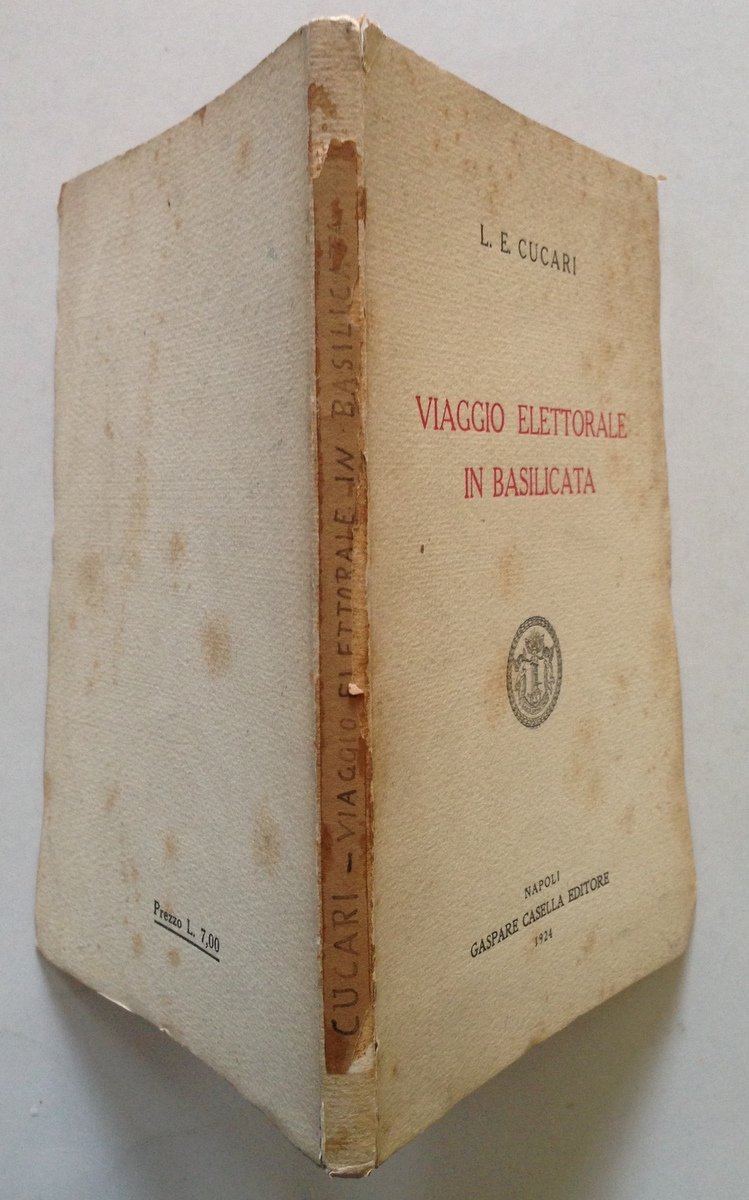 L. E. CUCARI
VIAGGIO ELETTORALE
IN BASILICATA
NAPOLI
GASPARE CASELLA EDITORE
1924
CUCARI - VIAGGIO ELETTORALE IN BASILICATA
Prezzo L. 7,00